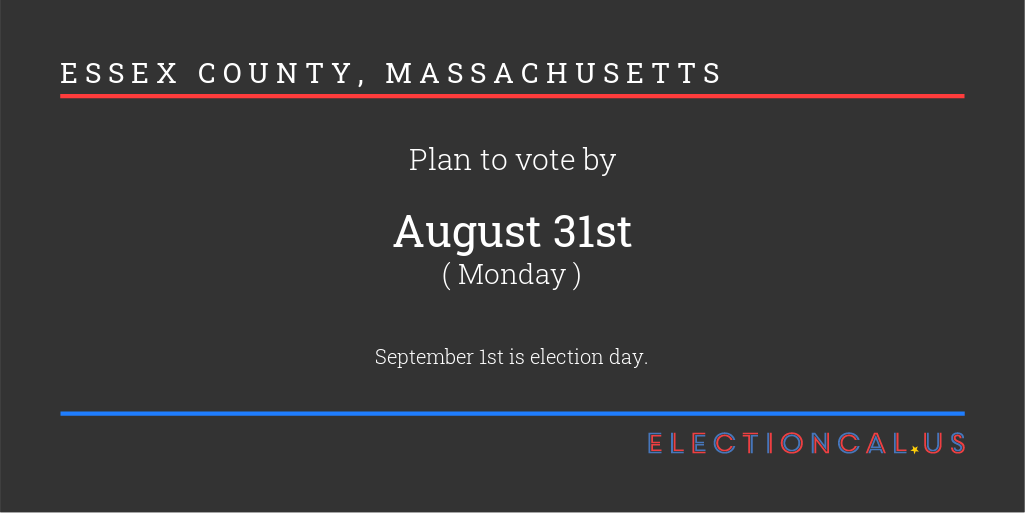 ESSEX COUNTY, MASSACHUSETTS
Plan to vote by
August 31st
( Monday )
September 1st is election day.
ELECTIONCAL.US